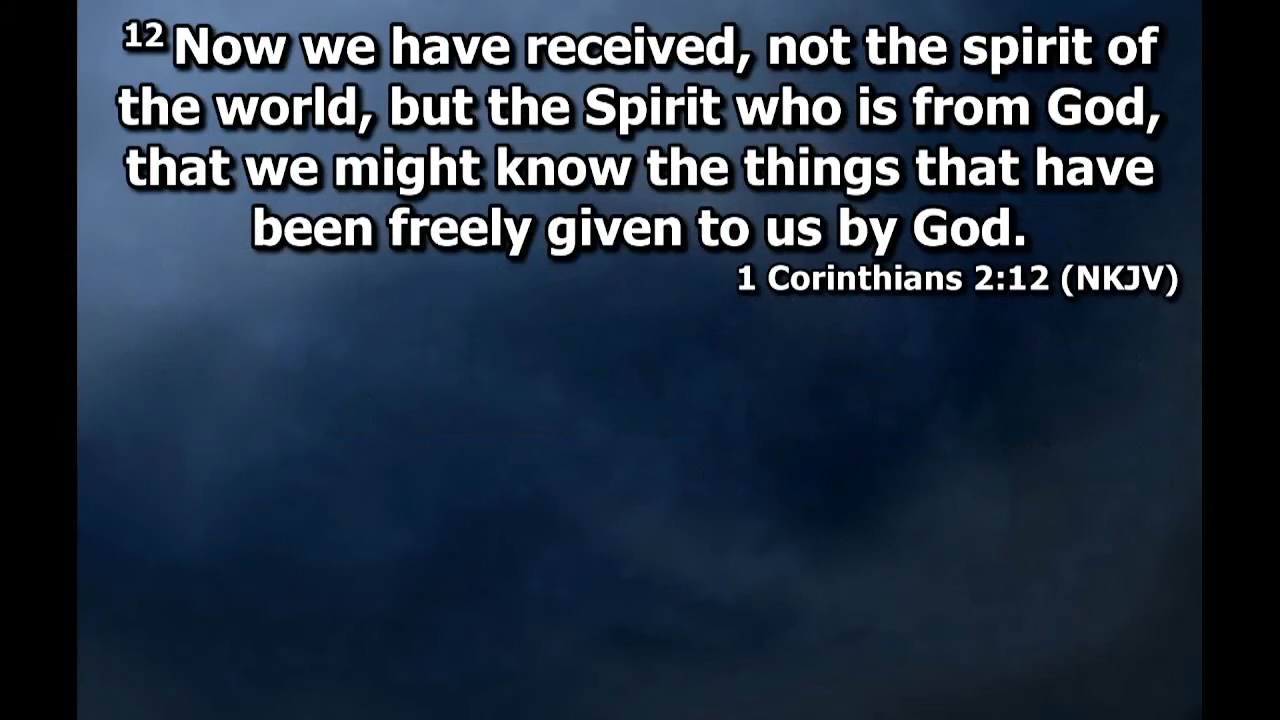 12 Now we have received, not the spirit of
the world, but the Spirit who is from God,
that we might know the things that have
been freely given to us by God.
1 Corinthians 2:12 (NKJV)